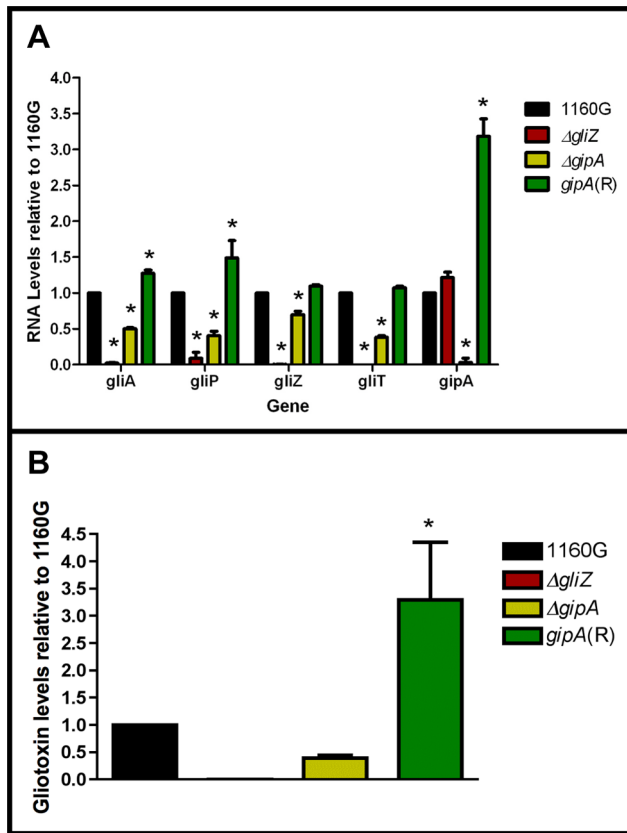 A
RNA Levels relative to 1160G
4.0
3.5
3.0
2.5
2.0
1.5
1.0
0.5
0.0
* * * * * * * * * * * *
gliA gliP gliZ gliT gipA
Gene
1160G
ΔgliZ
ΔgipA
gipA(R)
B
Gliotoxin levels relative to 1160G
4.5
4.0
3.5
3.0
2.5
2.0
1.5
1.0
0.5
0.0
*
1160G
ΔgliZ
ΔgipA
gipA(R)